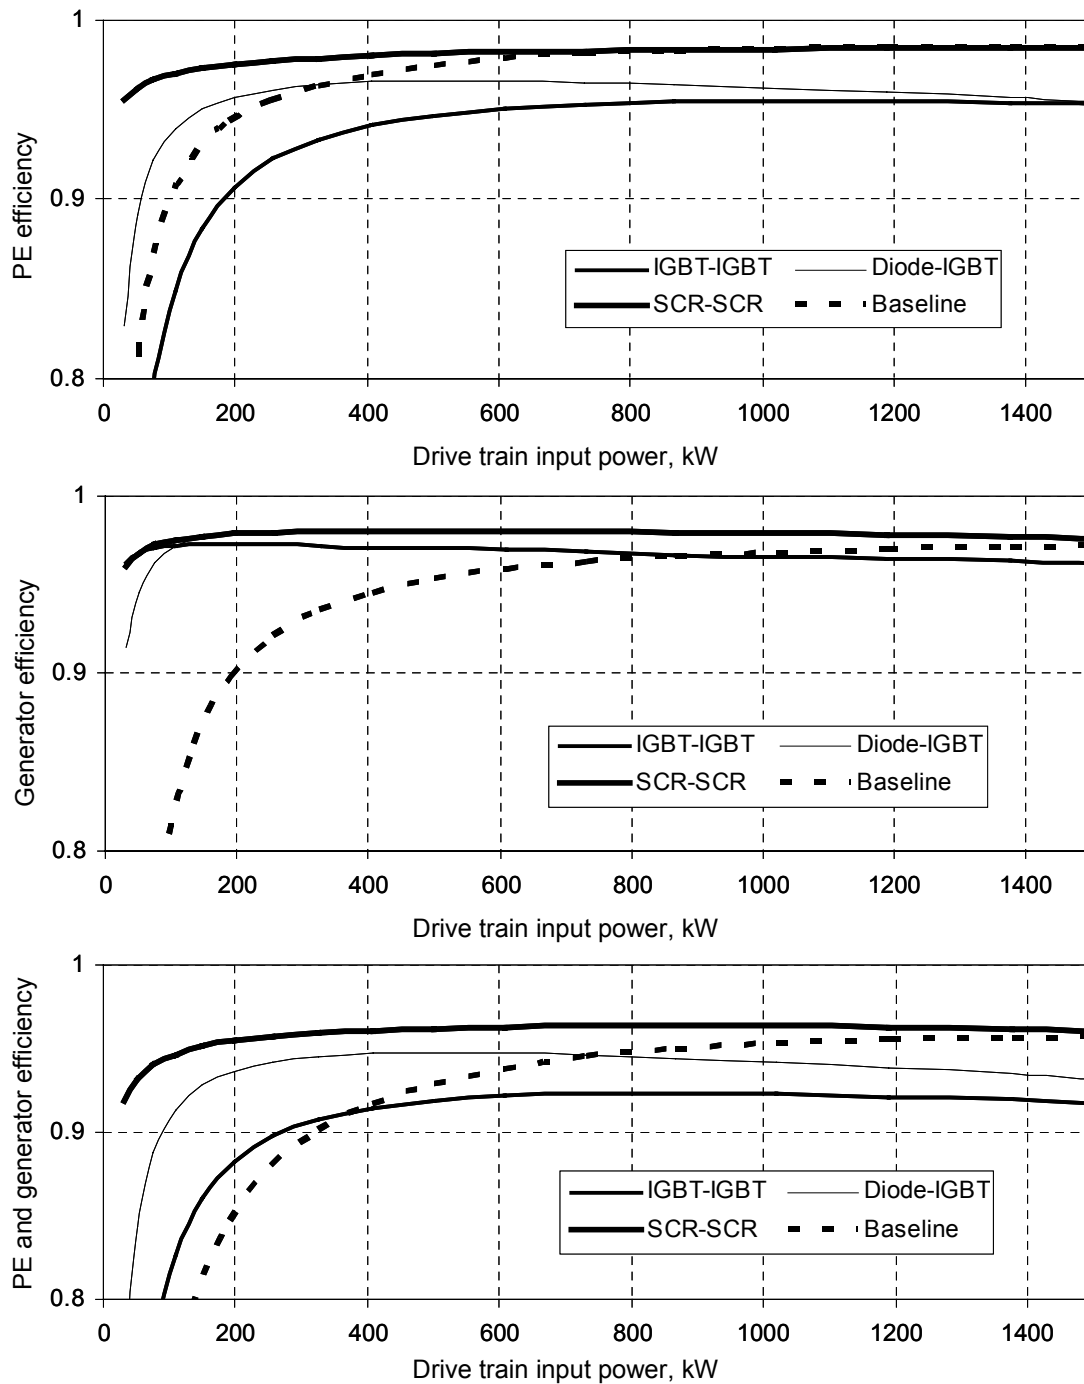 1
0.9
0.8
PE efficiency
IGBT-IGBT Diode-IGBT
SCR-SCR Baseline
0 200 400 600 800 1000 1200 1400
Drive train input power, kW
1
0.9
0.8
Generator efficiency
IGBT-IGBT Diode-IGBT
SCR-SCR Baseline
0 200 400 600 800 1000 1200 1400
Drive train input power, kW
1
0.9
0.8
PE and generator efficiency
IGBT-IGBT Diode-IGBT
SCR-SCR Baseline
0 200 400 600 800 1000 1200 1400
Drive train input power, kW